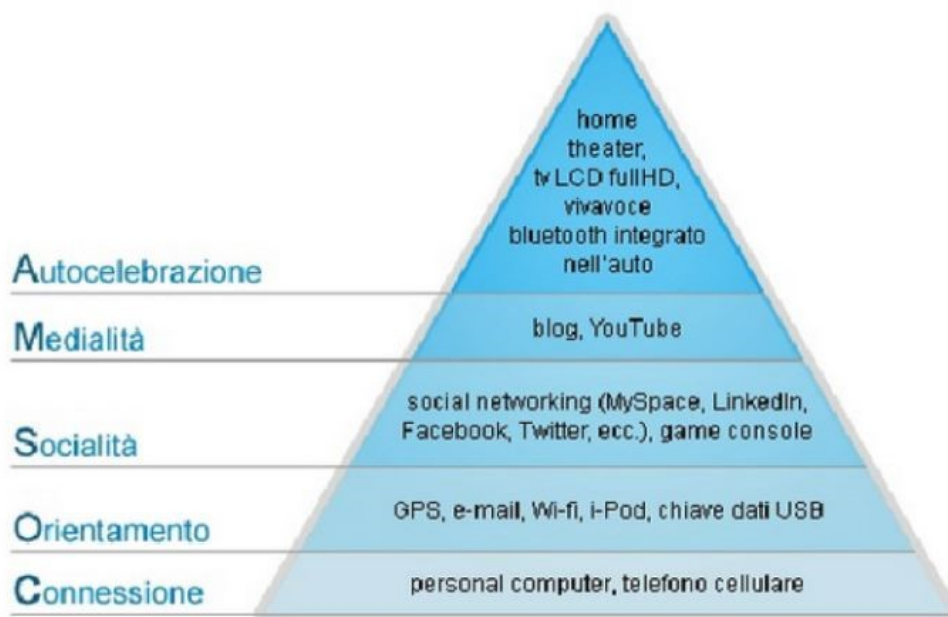 home
theater,
tv LCD fullHD,
vivavoce
bluetooth integrato
nell'auto
Autocelebrazione
blog, YouTube
Medialità
social networking (MySpace, LinkedIn,
Facebook, Twitter, ecc.), game console
Socialità
GPS, e-mail, Wi-fi, i-Pod, chiave dati USB
Orientamento
personal computer, telefono cellulare
Connessione